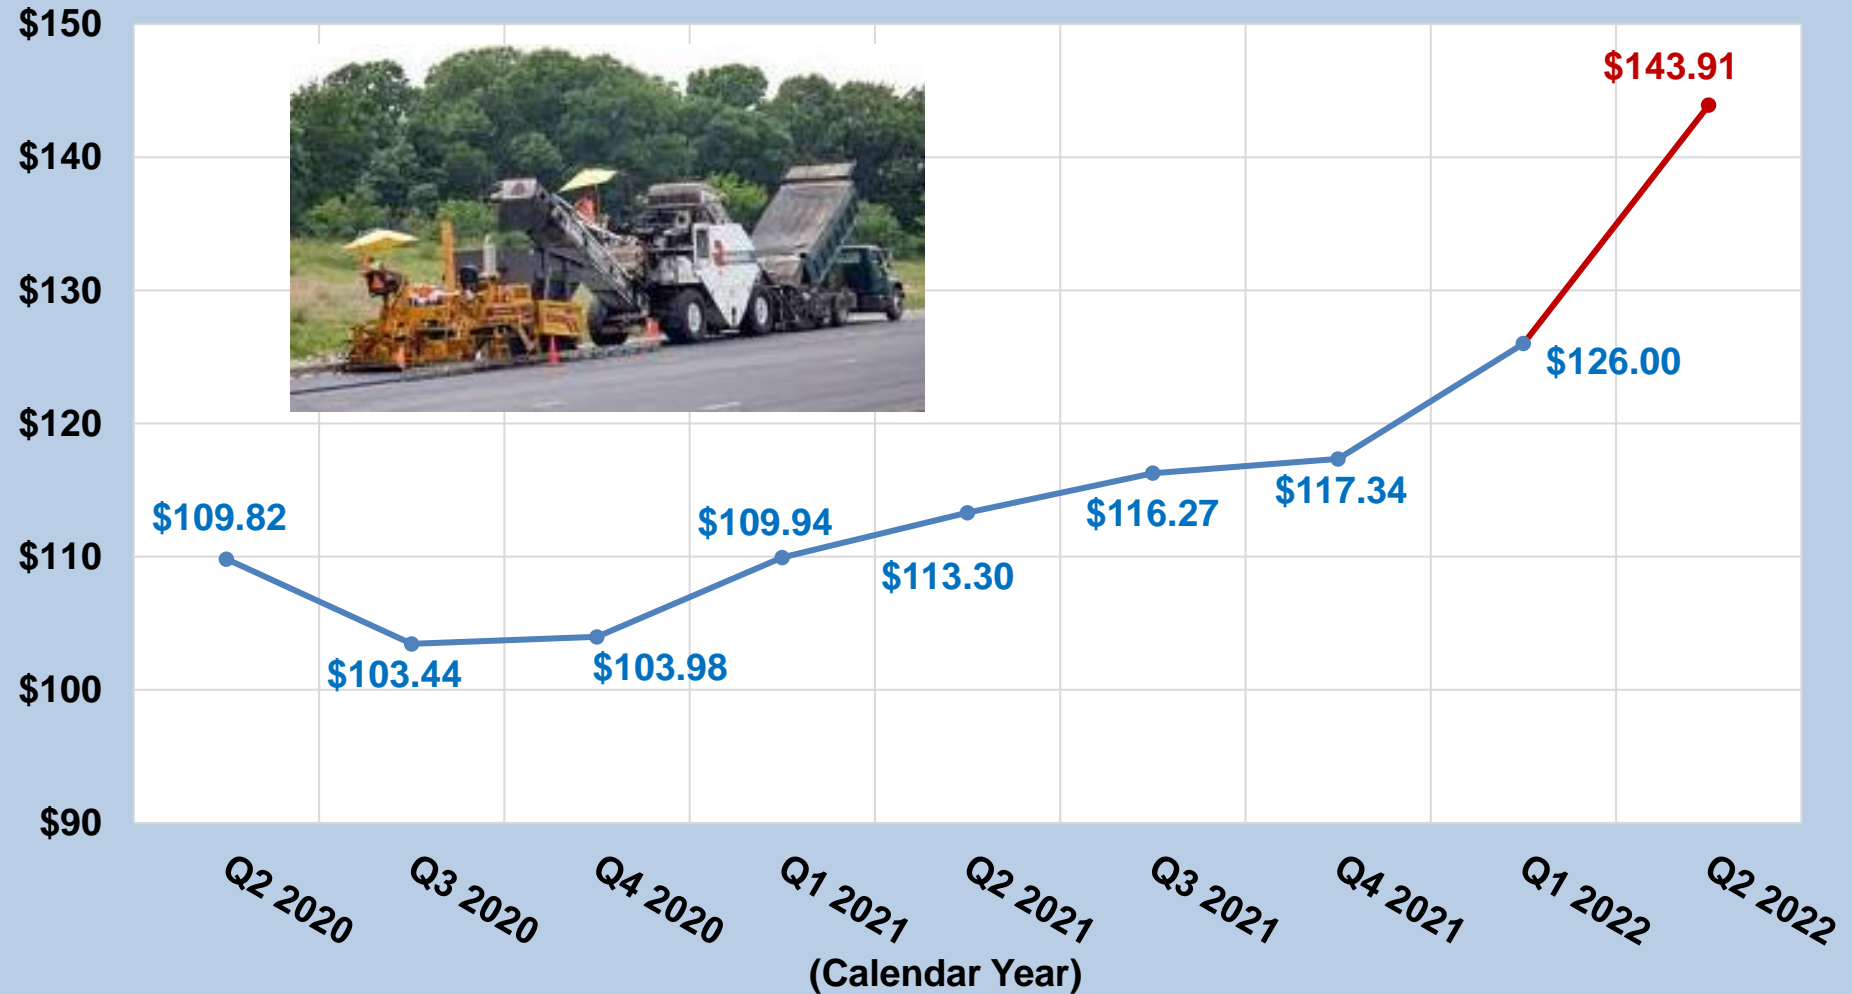 $150
$140
$130
$120
$110
$100
$90
$109.82
$103.44
$103.98
$109.94
$113.30
$116.27
$117.34
$126.00
$143.91
Q2 2020
Q3 2020
Q4 2020
Q1 2021
Q2 2021
Q3 2021
Q4 2021
Q1 2022
Q2 2022
(Calendar Year)